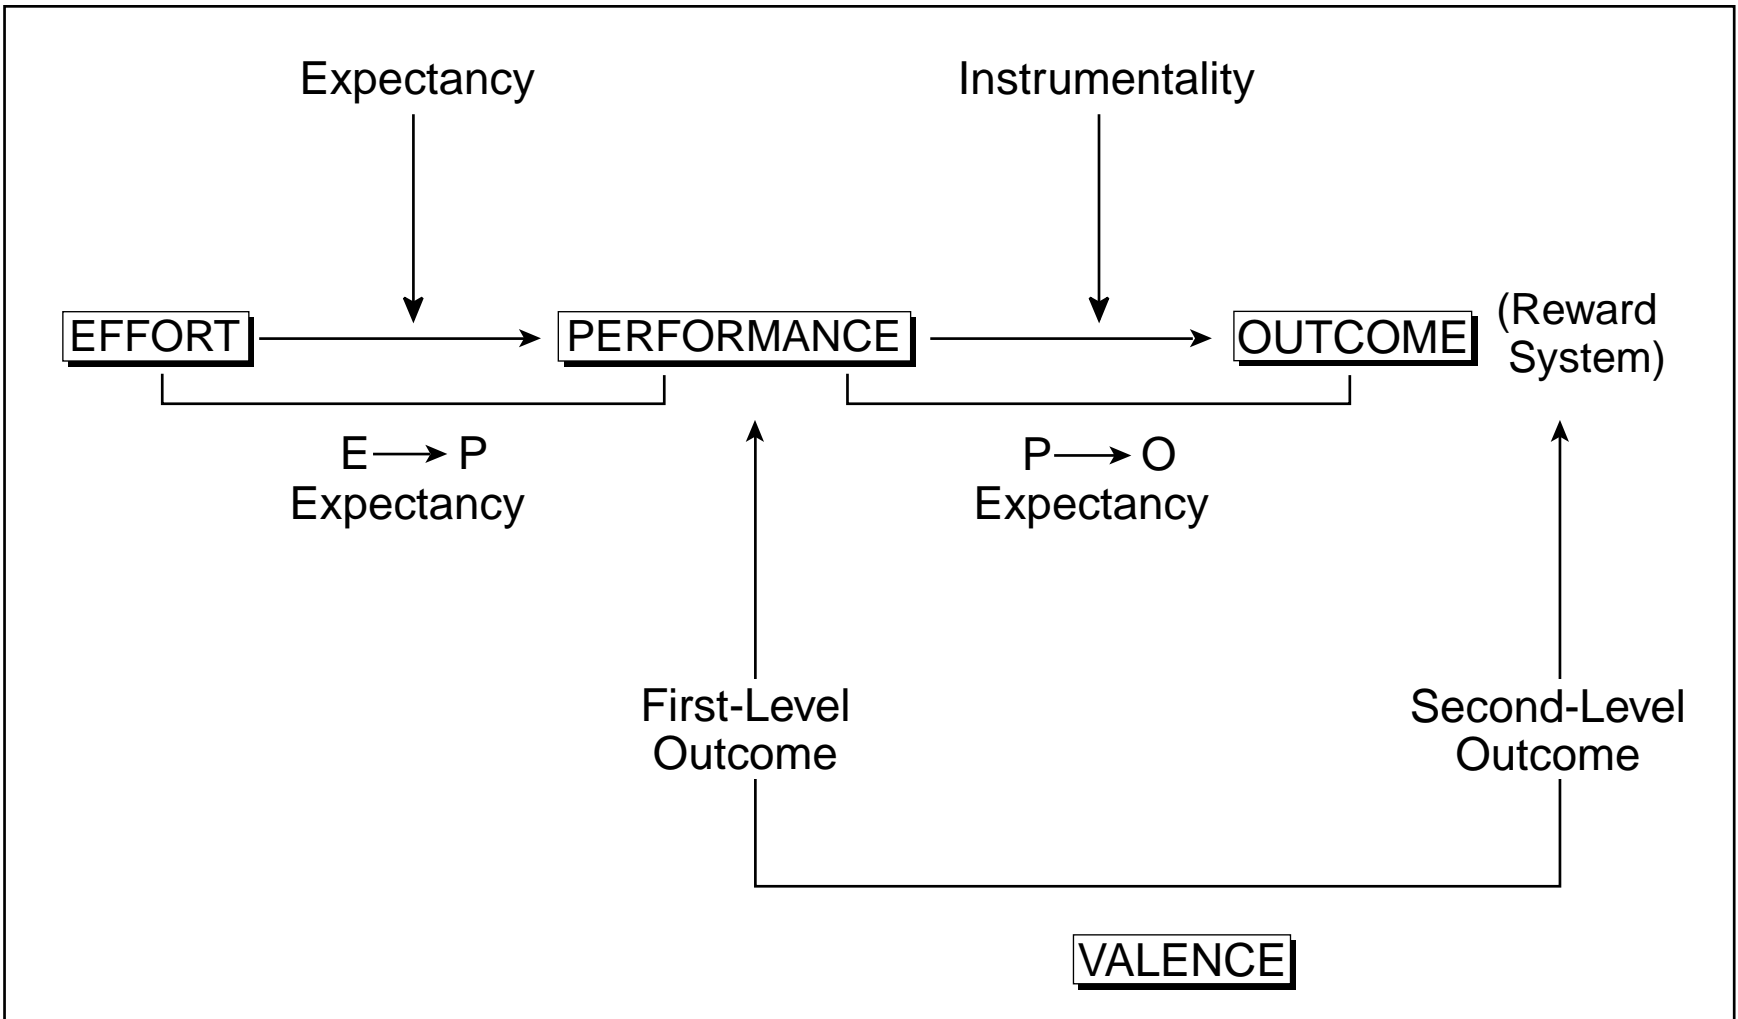 Expectancy
Instrumentality
EFFORT
PERFORMANCE
OUTCOME
(Reward
System)
E → P
Expectancy
P → O
Expectancy
First-Level
Outcome
Second-Level
Outcome
VALENCE